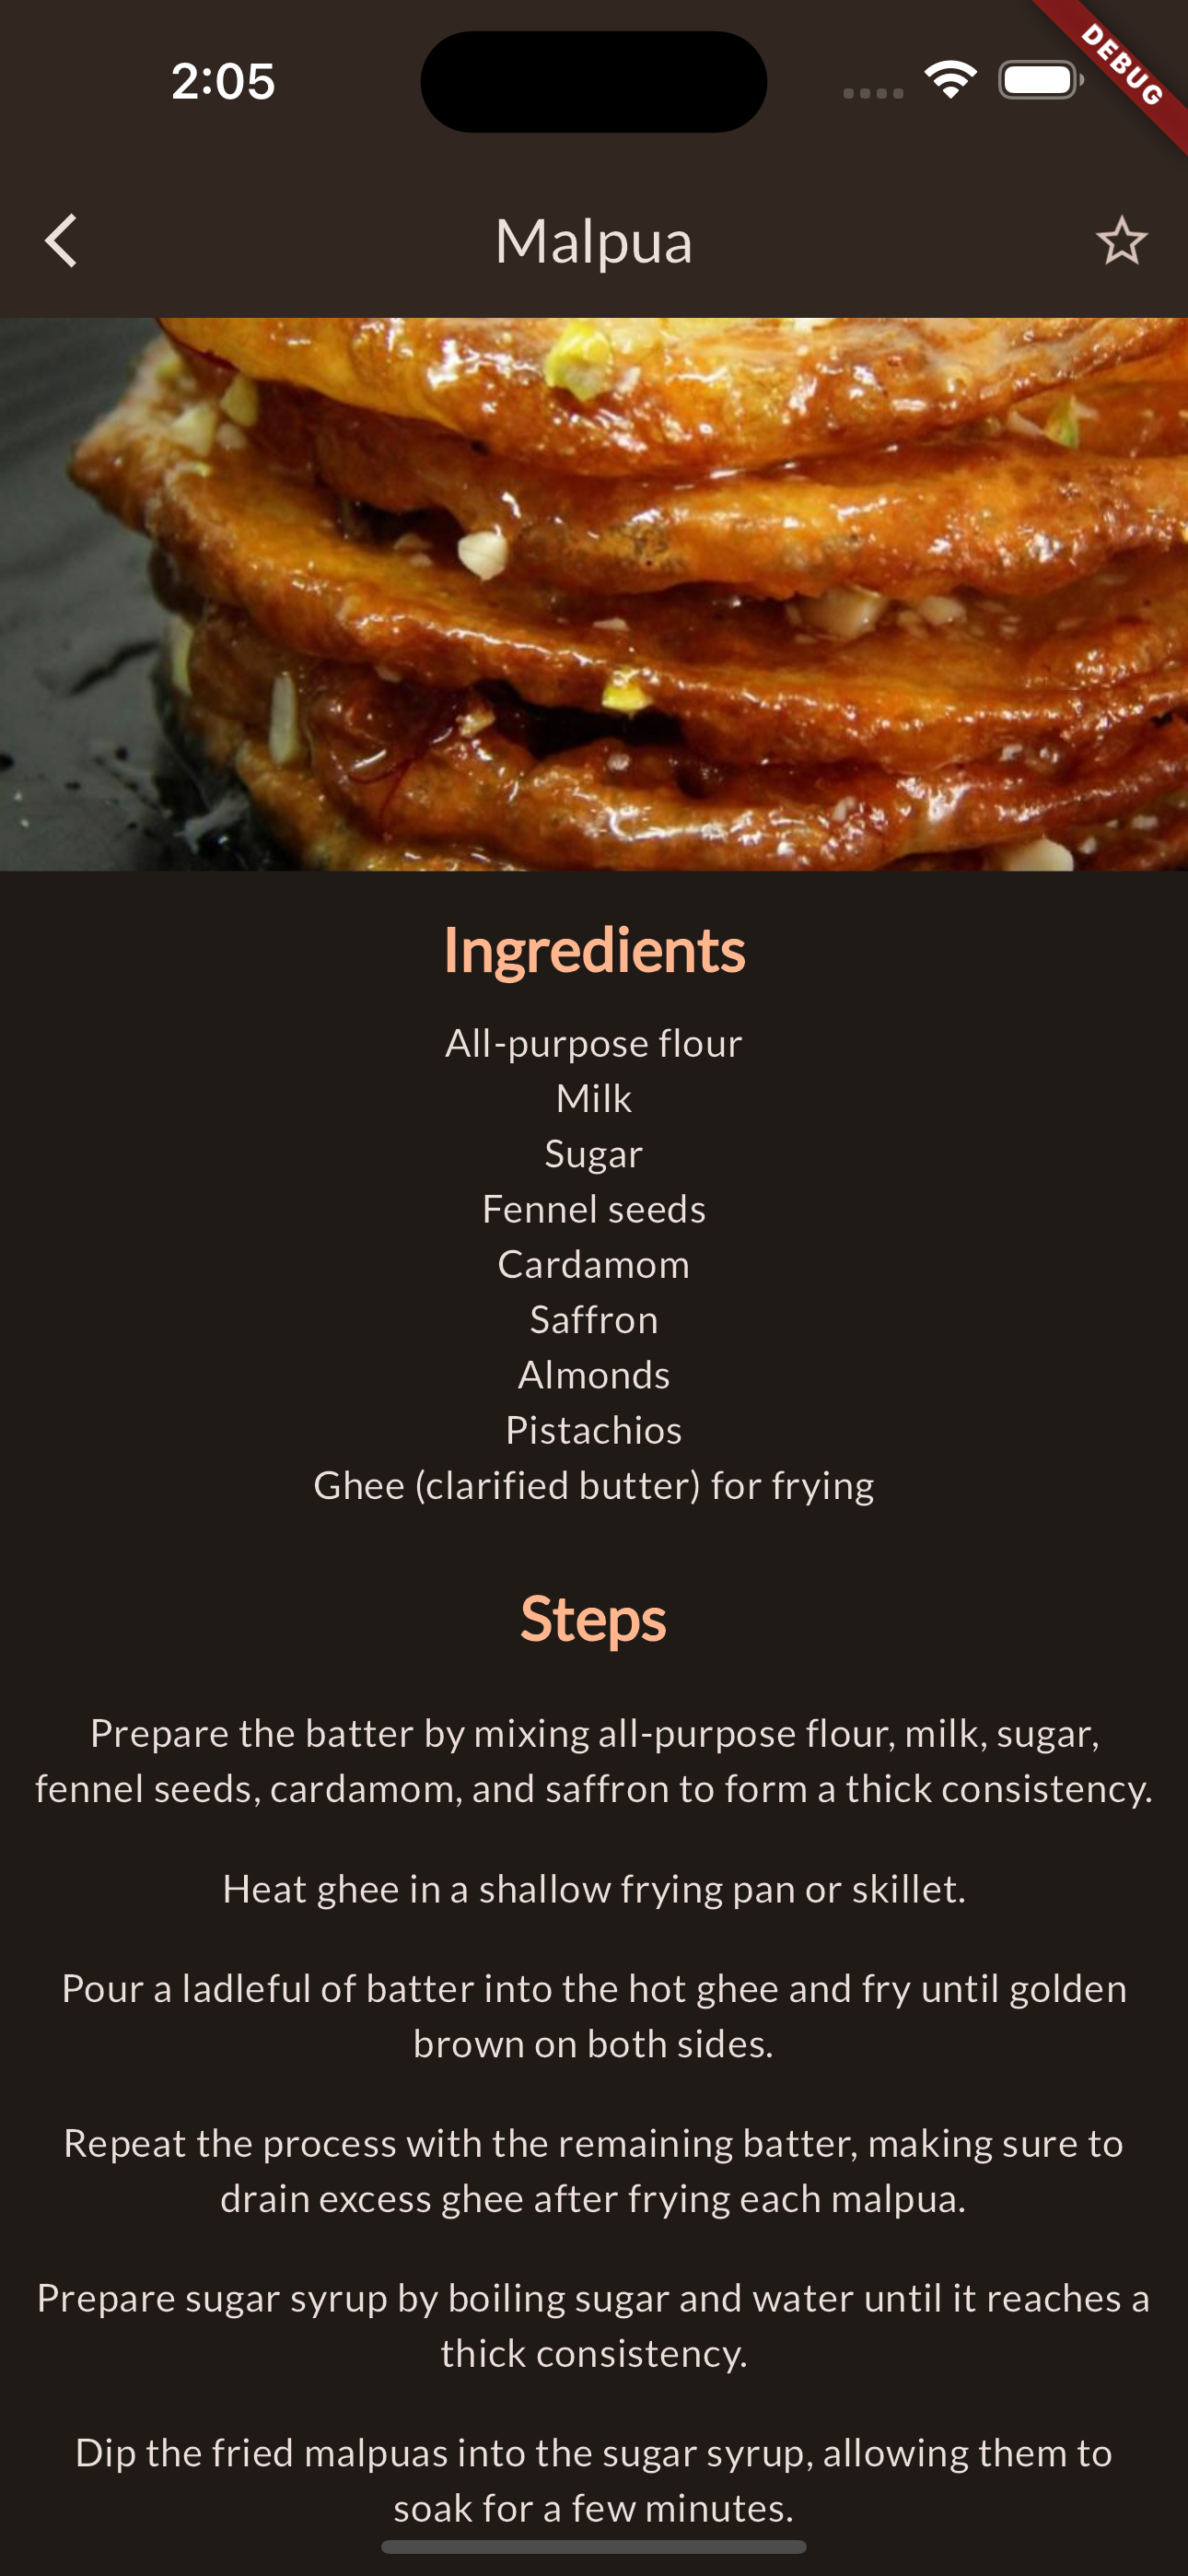 2:05
DEBUG
Malpua
Ingredients
All-purpose flour
Milk
Sugar
Fennel seeds
Cardamom
Saffron
Almonds
Pistachios
Ghee (clarified butter) for frying
Steps
Prepare the batter by mixing all-purpose flour, milk, sugar,
fennel seeds, cardamom, and saffron to form a thick consistency.
Heat ghee in a shallow frying pan or skillet.
Pour a ladleful of batter into the hot ghee and fry until golden
brown on both sides.
Repeat the process with the remaining batter, making sure to
drain excess ghee after frying each malpua.
Prepare sugar syrup by boiling sugar and water until it reaches a
thick consistency.
Dip the fried malpuas into the sugar syrup, allowing them to
soak for a few minutes.